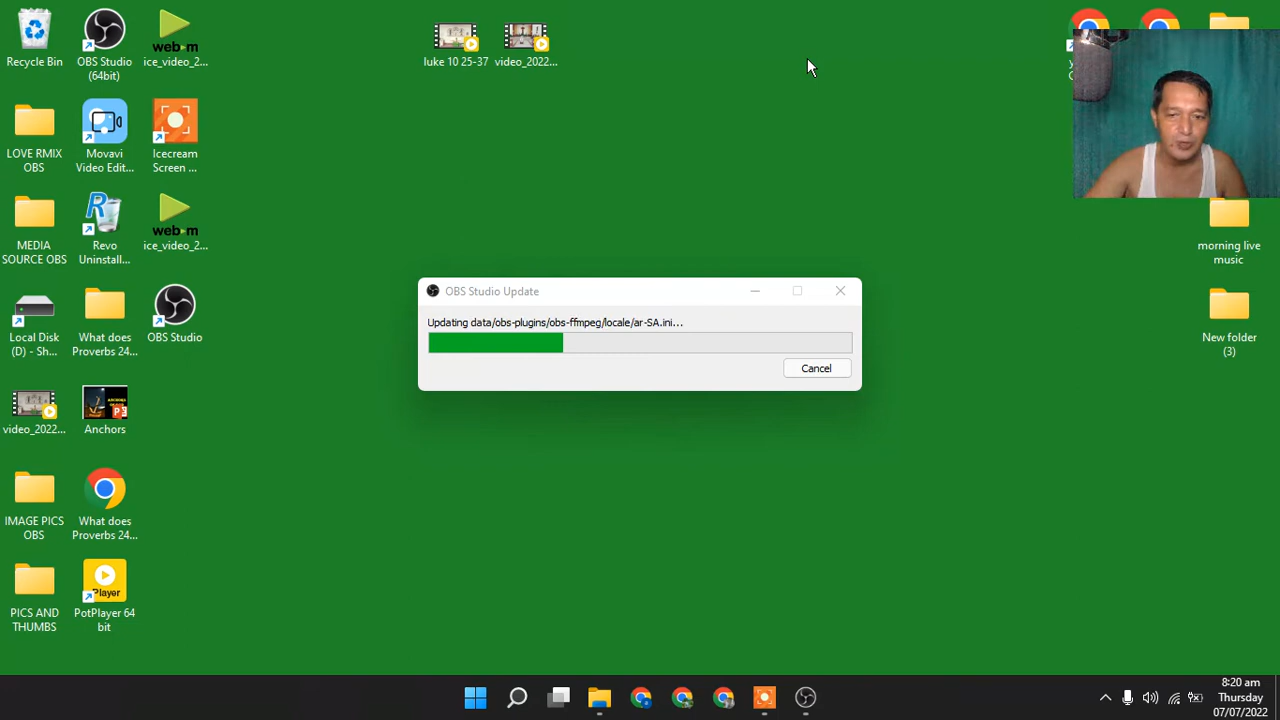 Recycle Bin
OBS Studio
(64bit)
webm
ice_video_2...
luke 10 25-37
video_2022...
LOVE RMIX
OBS
Movavi
Video Edit...
Icecream
Screen ...
MEDIA
SOURCE OBS
Revo
Uninstall...
webm
ice_video_2...
morning live
music
OBS Studio Update
Updating data/obs-plugins/obs-ffmpeg/locale/ar-SA.ini...
Cancel
Local Disk
(D) - Sh...
What does
Proverbs 24...
OBS Studio
New folder
(3)
video_2022...
Anchors
IMAGE PICS
OBS
What does
Proverbs 24...
Player
PICS AND
THUMBS
PotPlayer 64
bit
8:20 am
Thursday
07/07/2022